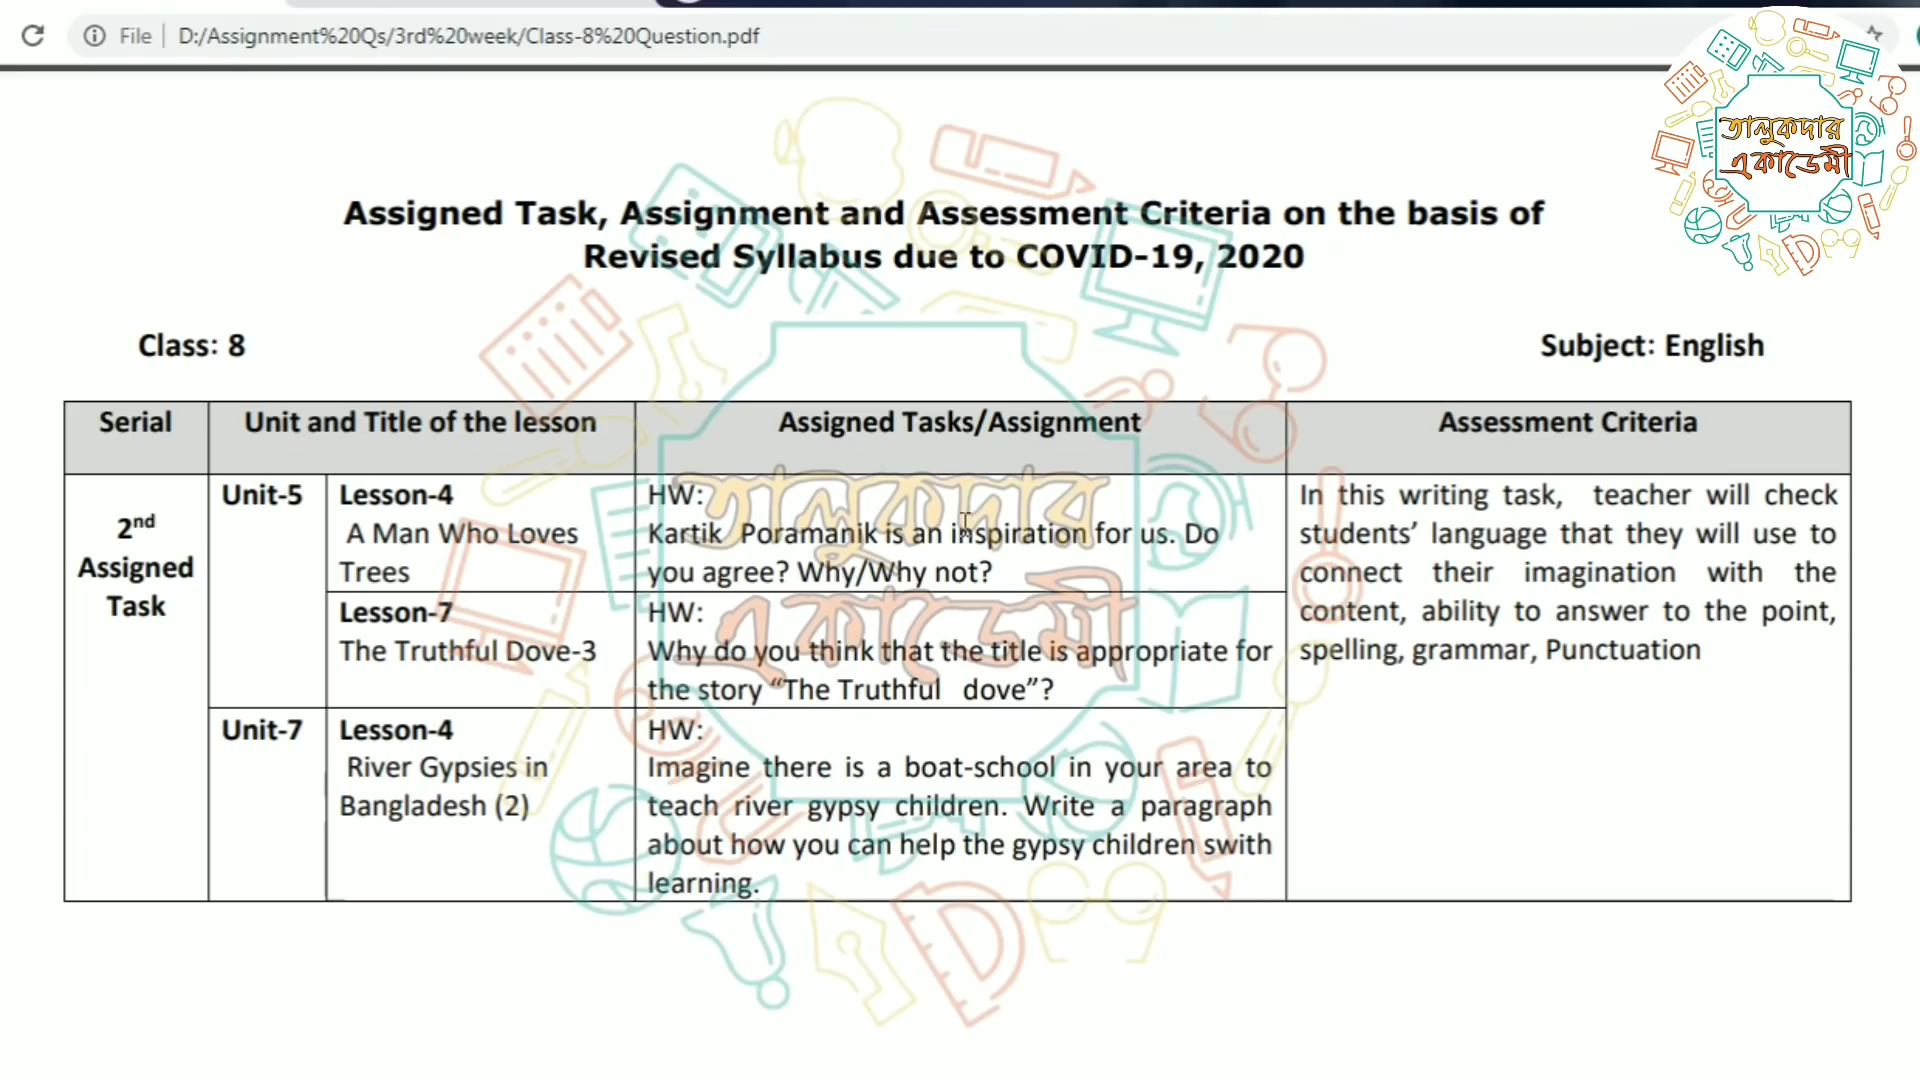 File D:/Assignment%20Qs/3rd%20week/Class-8%20Question.pdf
তালুকদার
একাডেমী
Assigned Task, Assignment and Assessment Criteria on the basis of
Revised Syllabus due to COVID-19, 2020
Class: 8
Subject: English
Serial
Unit and Title of the lesson
Assigned Tasks/Assignment
Assessment Criteria
2nd
Assigned
Task
Unit-5
Lesson-4
A Man Who Loves
Trees
HW:
Kartik Poramanik is an inspiration for us. Do
you agree? Why/Why not?
In this writing task, teacher will check
students’ language that they will use to
connect their imagination with the
content, ability to answer to the point,
spelling, grammar, Punctuation
Lesson-7
The Truthful Dove-3
HW:
Why do you think that the title is appropriate for
the story “The Truthful dove”?
Unit-7
Lesson-4
River Gypsies in
Bangladesh (2)
HW:
Imagine there is a boat-school in your area to
teach river gypsy children. Write a paragraph
about how you can help the gypsy children swith
learning.
তালুকদার
একাডেমী